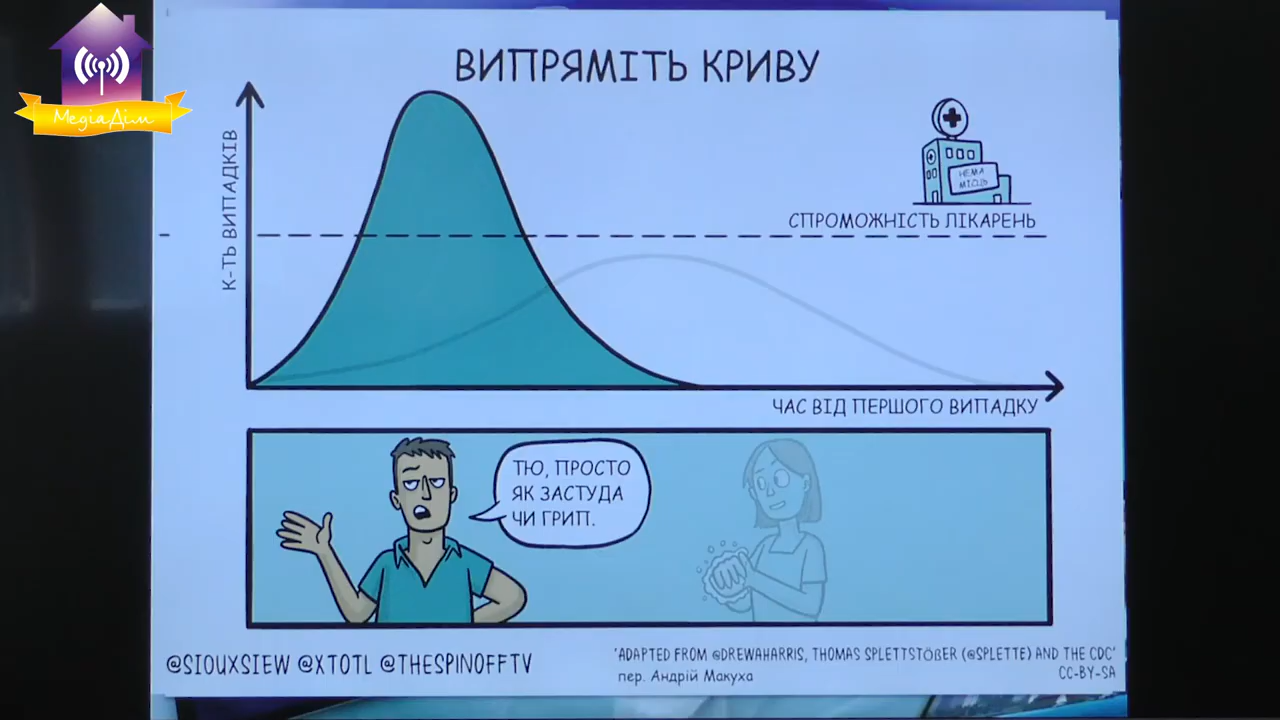 МедіаДім
ВИПРЯМІТЬ КРИВУ
К-ТЬ ВИПАДКІВ
НЕМА
МІСЦЬ
СПРОМОЖНІСТЬ ЛІКАРЕНЬ
ЧАС ВІД ПЕРШОГО ВИПАДКУ
ТЮ, ПРОСТО
ЯК ЗАСТУДА
ЧИ ГРИП.
@SIOUXSIEW @XTOTL @THESPINOFFTV
'ADAPTED FROM @DREWAHARRIS, THOMAS SPLETTSTÖßER (@SPLETTE) AND THE CDC'
пер. Андрій Макуха
CC-BY-SA